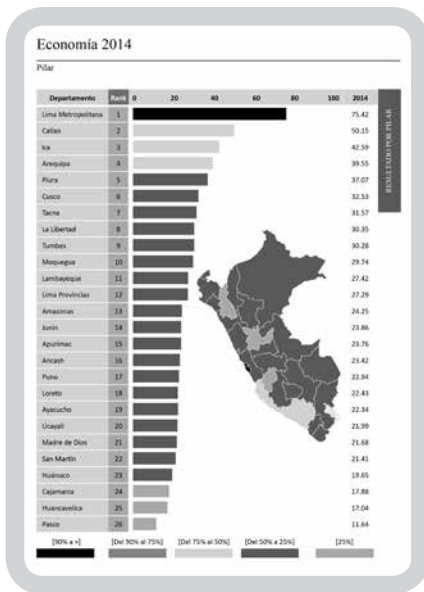 Economía 2014
Pilar
Departamento Rank 0 20 40 60 80 100 2014
Lima Metropolitana 1 75.42
Callao 2 50.15
Ica 3 42.59
Arequipa 4 39.55
Piura 5 37.07
Cusco 6 32.53
Tacna 7 31.57
La Libertad 8 30.35
Tumbes 9 30.28
Moquegua 10 29.74
Lambayeque 11 27.42
Lima Provincias 12 27.29
Amazonas 13 24.25
Junín 14 23.86
Apurímac 15 23.76
Ancash 16 23.42
Puno 17 22.94
Loreto 18 22.43
Ayacucho 19 22.34
Ucayali 20 21.99
Madre de Dios 21 21.68
San Martín 22 21.41
Huánuco 23 19.65
Cajamarca 24 17.88
Huancavelica 25 17.04
Pasco 26 11.64
RESULTADO POR PILAR
[90% a +] [Del 90% al 75%] [Del 75% al 50%] [Del 50% a 25%] [25%]